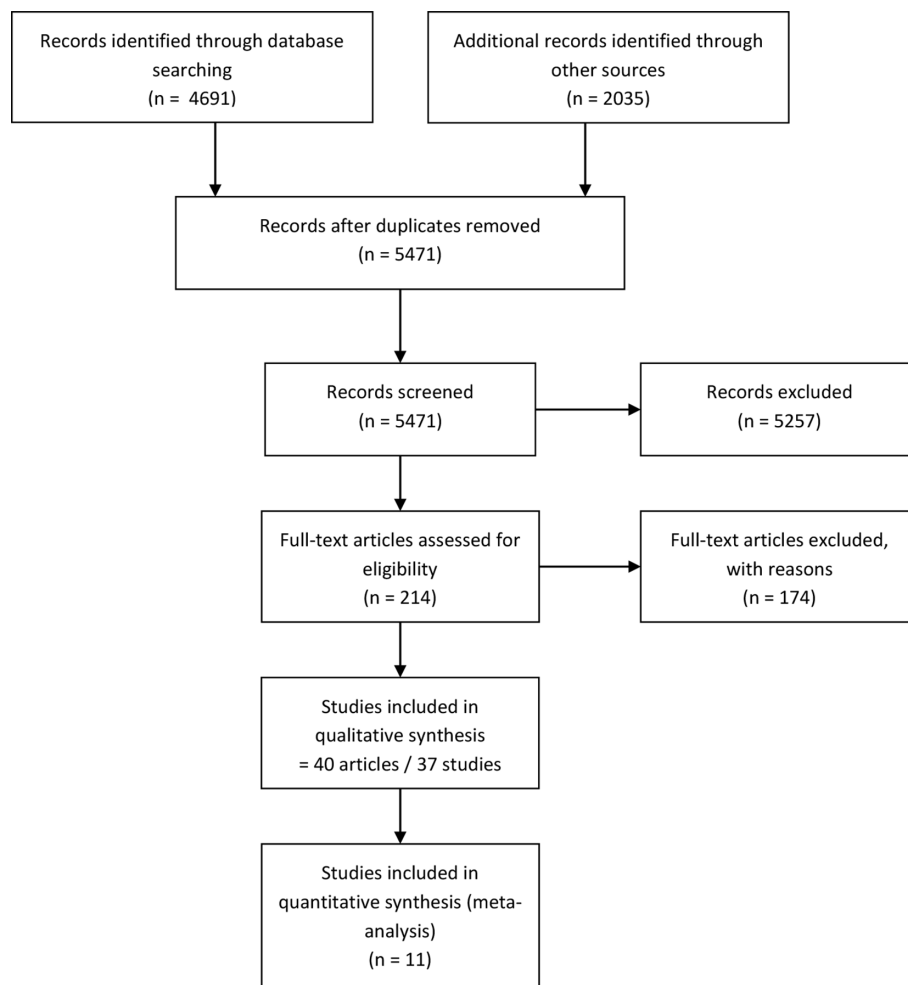 Records identified through database
searching
(n = 4691)
Additional records identified through
other sources
(n = 2035)
Records after duplicates removed
(n = 5471)
Records screened
(n = 5471)
Records excluded
(n = 5257)
Full-text articles assessed for
eligibility
(n = 214)
Full-text articles excluded,
with reasons
(n = 174)
Studies included in
qualitative synthesis
= 40 articles / 37 studies
Studies included in
quantitative synthesis (meta-
analysis)
(n = 11)